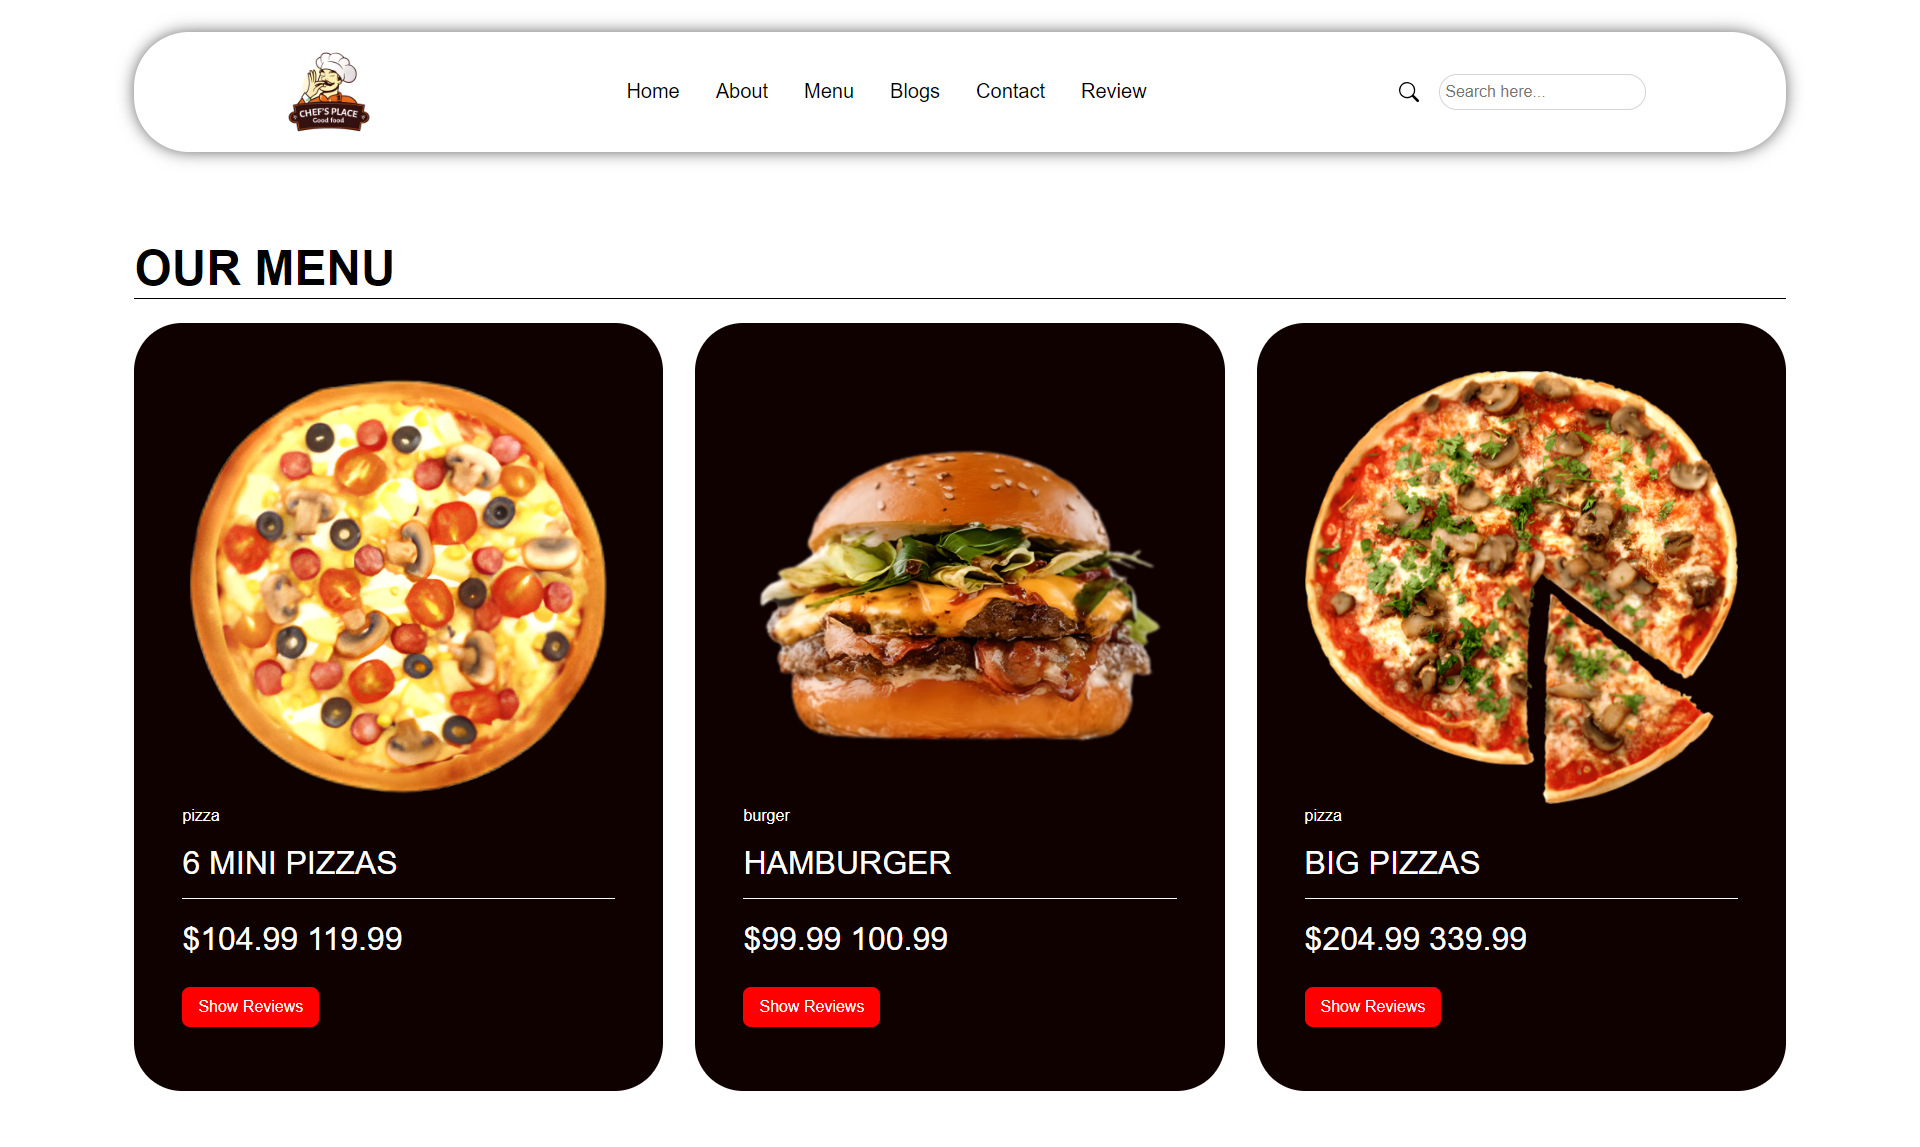 CHEF'S PLACE
Good food
Home About Menu Blogs Contact Review
Search here...
OUR MENU
pizza
6 MINI PIZZAS
$104.99 119.99
Show Reviews
burger
HAMBURGER
$99.99 100.99
Show Reviews
pizza
BIG PIZZAS
$204.99 339.99
Show Reviews